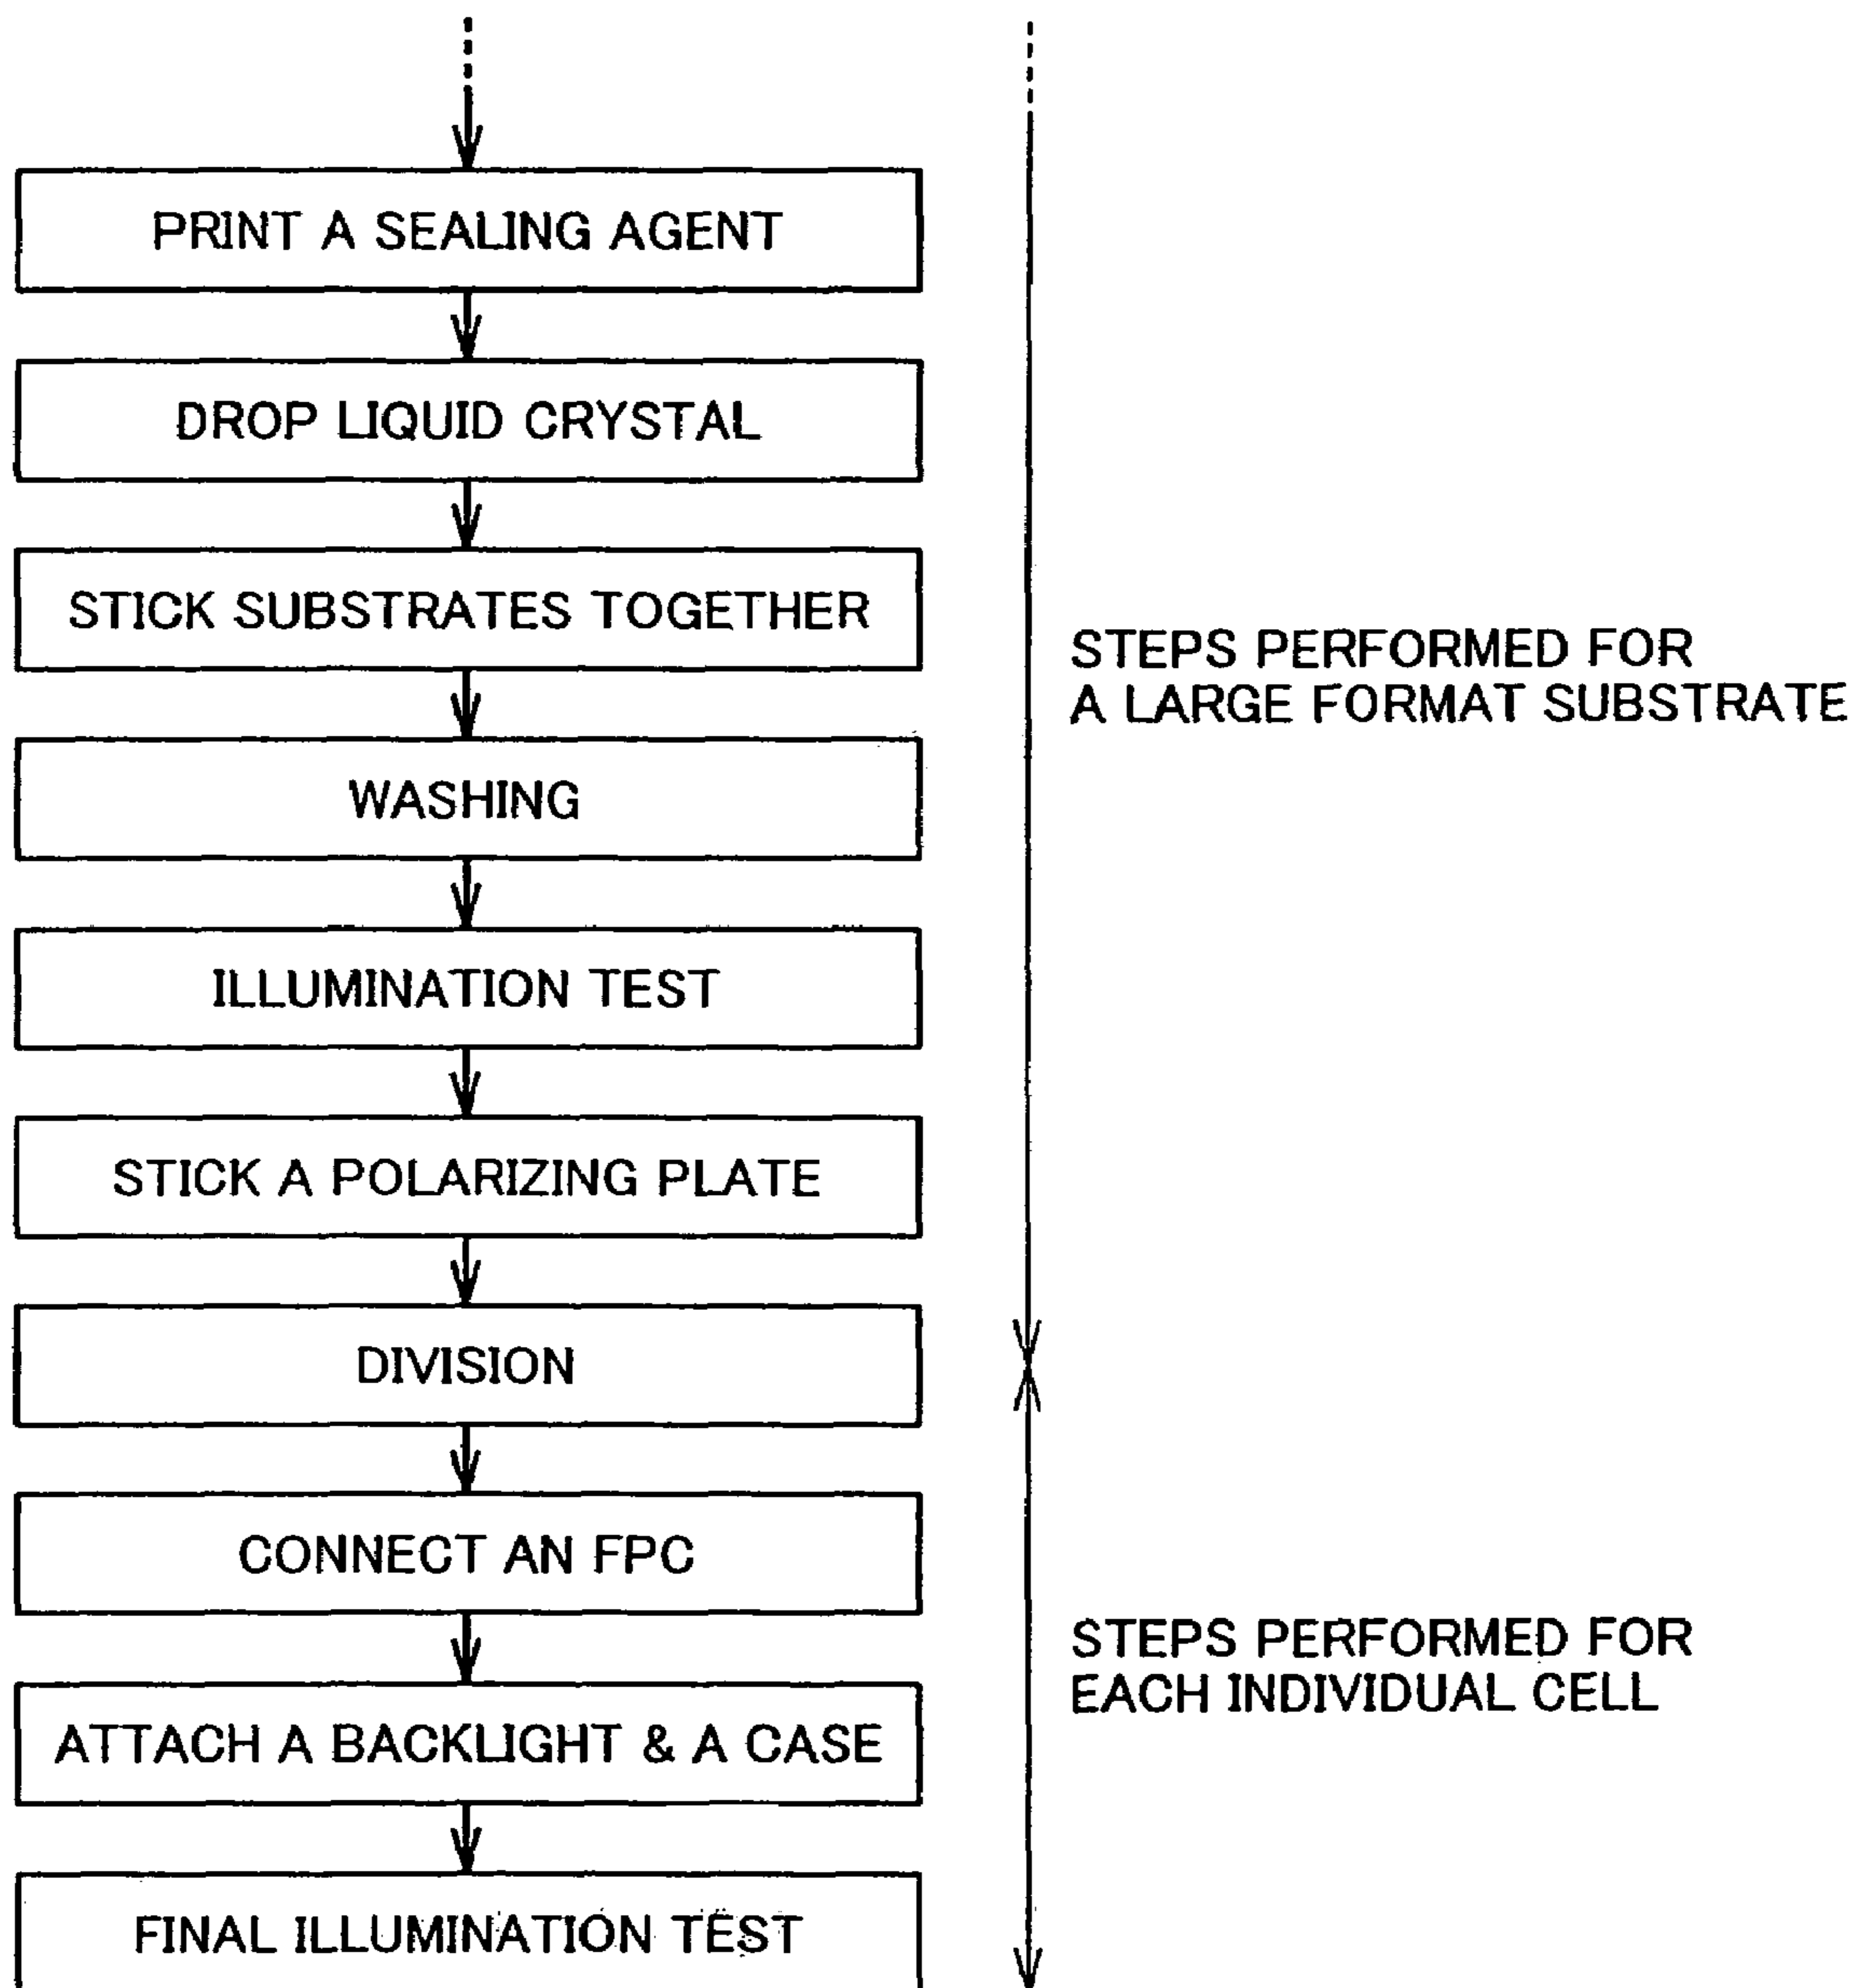 PRINT A SEALING AGENT
DROP LIQUID CRYSTAL
STICK SUBSTRATES TOGETHER
STEPS PERFORMED FOR
A LARGE FORMAT SUBSTRATE
WASHING
ILLUMINATION TEST
STICK A POLARIZING PLATE
DIVISION
CONNECT AN FPC
STEPS PERFORMED FOR
EACH INDIVIDUAL CELL
ATTACH A BACKLIGHT & A CASE
FINAL ILLUMINATION TEST